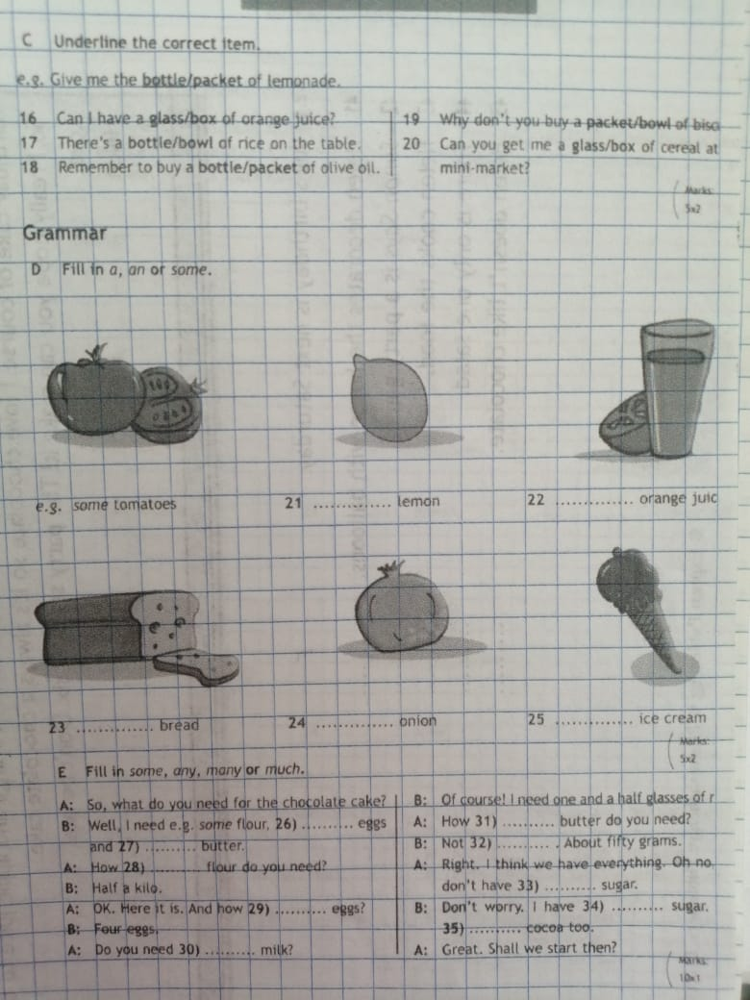 C Underline the correct item.
e.g. Give me the bottle/packet of lemonade.
16 Can I have a glass/box of orange juice?
17 There's a bottle/bowl of rice on the table.
18 Remember to buy a bottle/packet of olive oil.
19 Why don't you buy a packet/bowl of bisc
20 Can you get me a glass/box of cereal at
mini-market?
Marks:
5x2
Grammar
D Fill in a, an or some.
e.g. some tomatoes
21 .............. lemon
22 .............. orange juic
23 .............. bread
24 .............. onion
25 .............. ice cream
Marks:
5x2
E Fill in some, any, many or much.
A: So, what do you need for the chocolate cake?
B: Well, I need e.g. some flour, 26) .......... eggs
and 27) .......... butter.
A: How 28) .......... flour do you need?
B: Half a kilo.
A: OK. Here it is. And how 29) .......... eggs?
B: Four eggs.
A: Do you need 30) .......... milk?
B: Of course! I need one and a half glasses of r
A: How 31) .......... butter do you need?
B: Not 32) .......... . About fifty grams.
A: Right. I think we have everything. Oh no,
don't have 33) .......... sugar.
B: Don't worry. I have 34) .......... sugar.
35) .......... cocoa too.
A: Great. Shall we start then?
Marks:
10x1